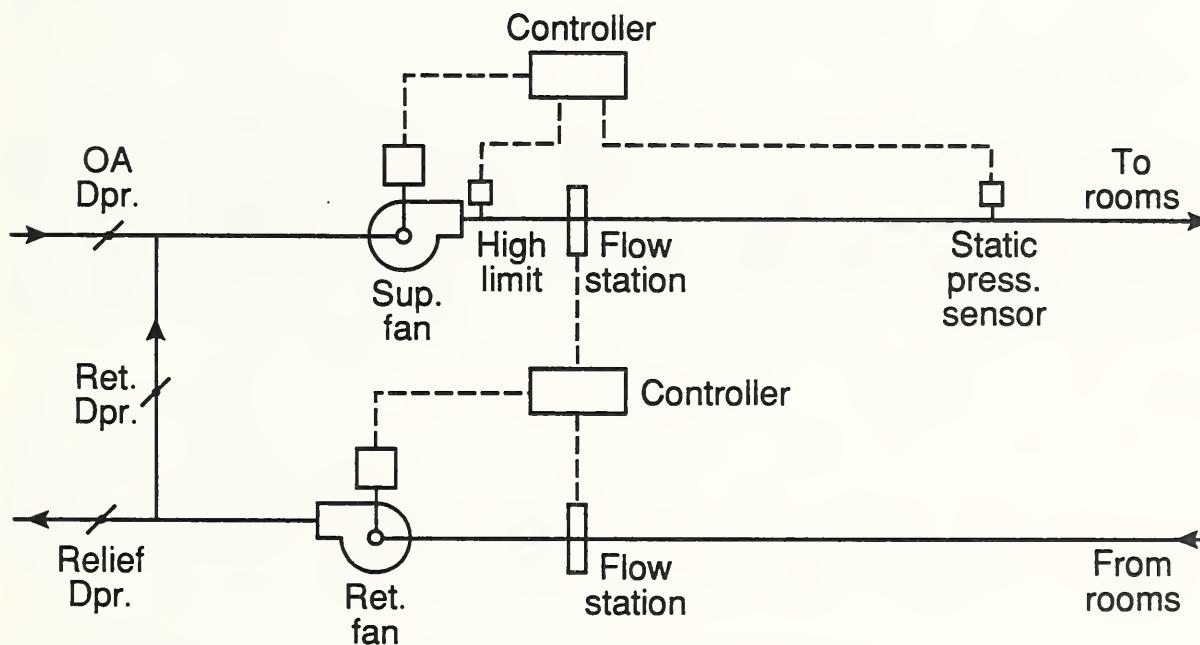 Controller
OA
Dpr.
To
rooms
High
limit
Flow
station
Static
press.
sensor
Sup.
fan
Ret.
Dpr.
Controller
Relief
Dpr.
Ret.
fan
Flow
station
From
rooms